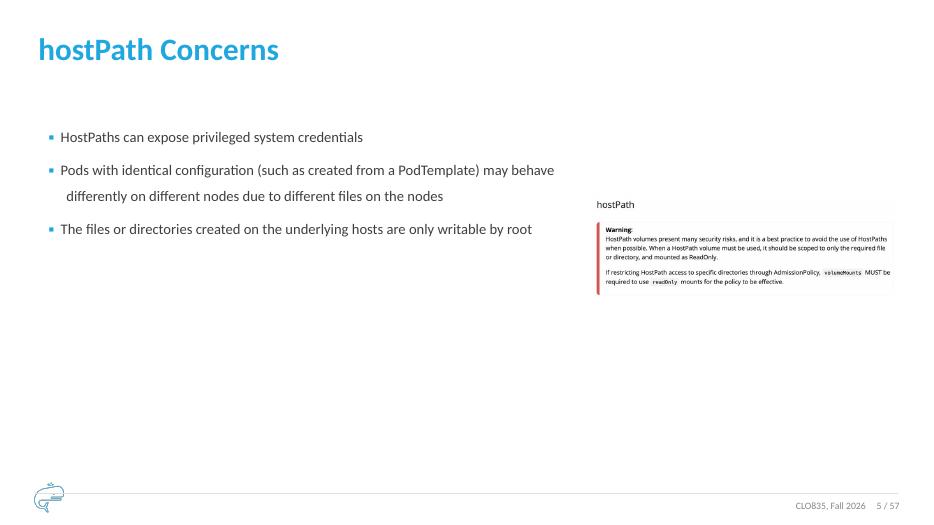 hostPath Concerns
▪ HostPaths can expose privileged system credentials
▪ Pods with identical configuration (such as created from a PodTemplate) may behave
differently on different nodes due to different files on the nodes
▪ The files or directories created on the underlying hosts are only writable by root
hostPath
Warning:
HostPath volumes present many security risks, and it is a best practice to avoid the use of HostPaths
when possible. When a HostPath volume must be used, it should be scoped to only the required file
or directory, and mounted as ReadOnly.
If restricting HostPath access to specific directories through AdmissionPolicy, volumeMounts MUST be
required to use readOnly mounts for the policy to be effective.
CLO835, Fall 2026 5 / 57